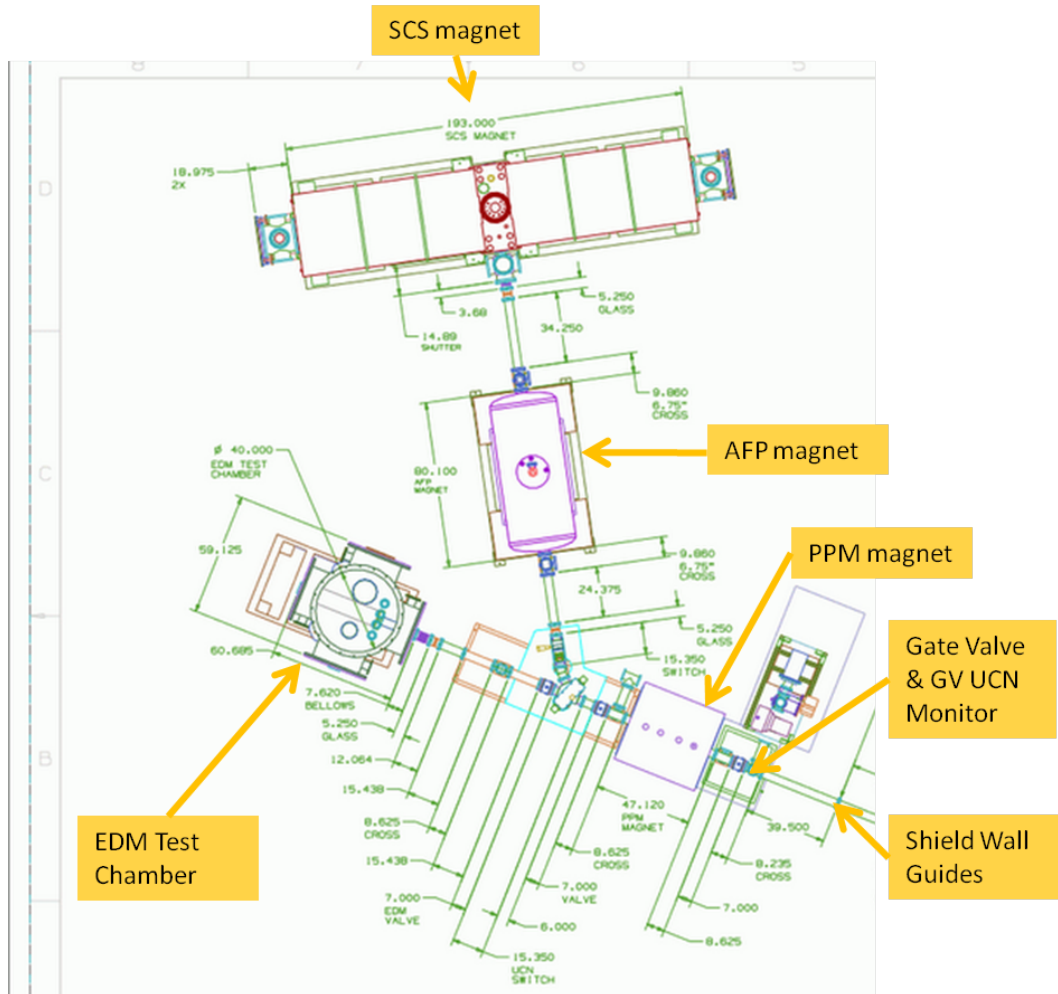 SCS magnet
8
7
6
5
193.000
SCS MAGNET
18.975
2X
D
5.250
GLASS
3.68
34.250
14.89
SHUTTER
9.860
6.75"
CROSS
AFP magnet
Ø 40.000
EDM TEST
CHAMBER
C
80.100
AFP
MAGNET
59.125
9.860
6.75"
CROSS
PPM magnet
24.375
5.250
GLASS
15.350
SWITCH
60.685
Gate Valve
& GV UCN
Monitor
7.620
BELLOWS
5.250
GLASS
12.064
B
15.438
47.120
PPM
MAGNET
39.500
8.625
CROSS
EDM Test
Chamber
Shield Wall
Guides
15.438
8.625
CROSS
8.235
CROSS
7.000
EDM
VALVE
7.000
VALVE
7.000
6.000
8.625
15.350
UCN
SWITCH